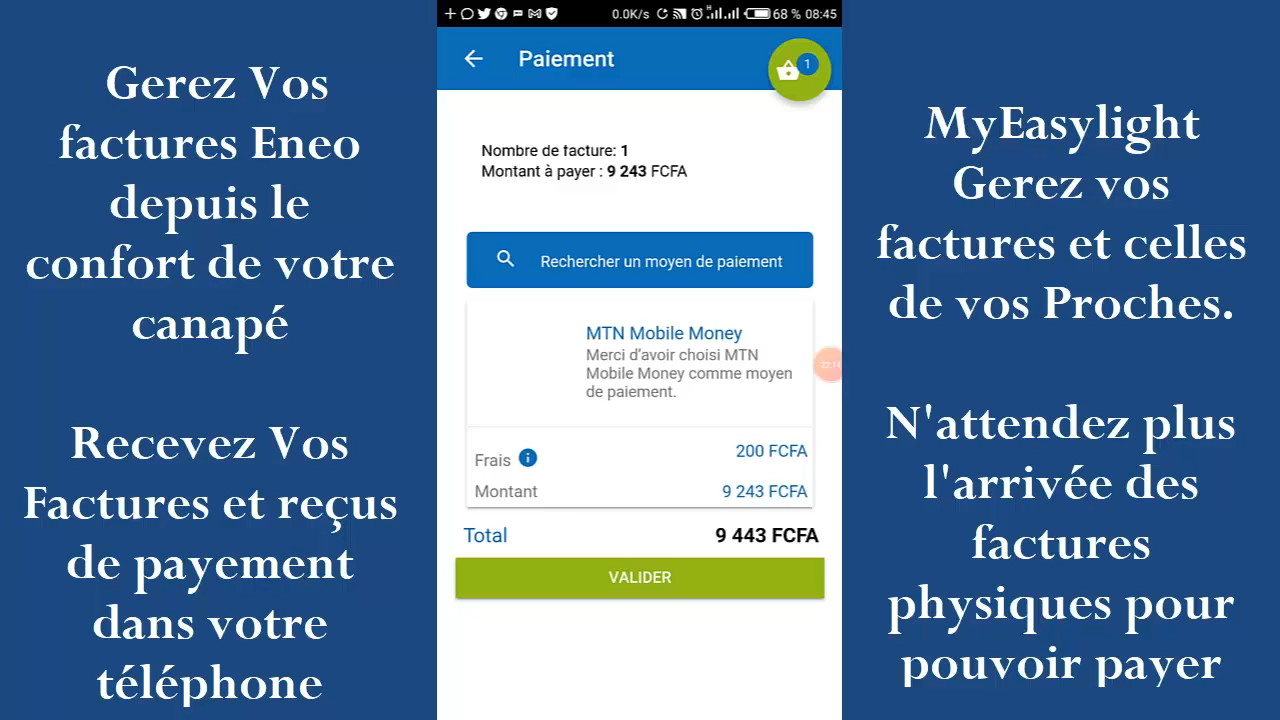 Gerez Vos
factures Eneo
depuis le
confort de votre
canapé
Recevez Vos
Factures et reçus
de payement
dans votre
téléphone
0.0K/s
H
68 %
08:45
Paiement
1
Nombre de facture: 1
Montant à payer : 9 243 FCFA
Rechercher un moyen de paiement
MTN Mobile Money
Merci d'avoir choisi MTN
Mobile Money comme moyen
de paiement.
Frais
200 FCFA
Montant
9 243 FCFA
Total
9 443 FCFA
VALIDER
MyEasylight
Gerez vos
factures et celles
de vos Proches.
N'attendez plus
l'arrivée des
factures
physiques pour
pouvoir payer